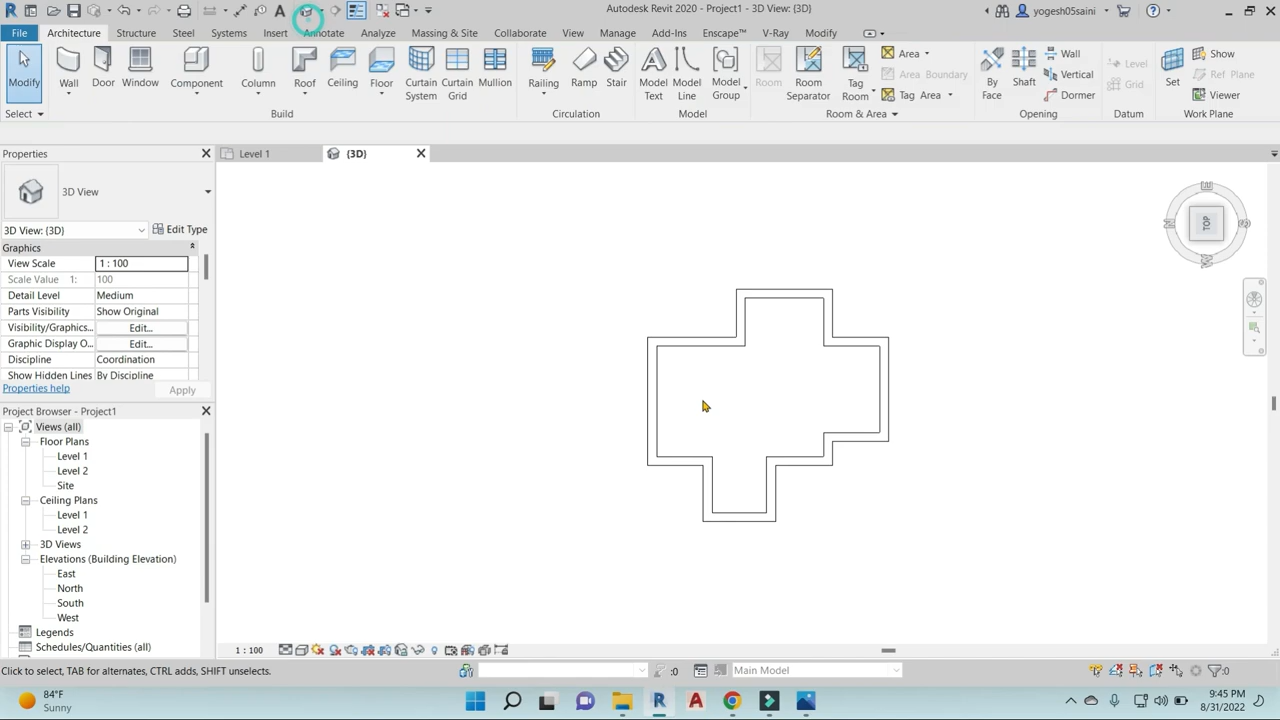 Autodesk Revit 2020 - Project1 - 3D View: {3D}
yogesh05saini
File Architecture Structure Steel Systems Insert Annotate Analyze Massing & Site Collaborate View Manage Add-Ins Enscape™ V-Ray Modify
Modify Wall Door Window Component Column Roof Ceiling Floor Curtain System Curtain Grid Mullion Railing Ramp Stair Model Text Model Line Model Group Room Room Separator Tag Room
Area
Area Boundary
Tag Area
By Face Shaft
Wall
Vertical
Dormer
Level
Grid
Set
Show
Ref Plane
Viewer
Select Build Circulation Model Room & Area Opening Datum Work Plane
Properties
Level 1 {3D}
3D View
3D View: {3D} Edit Type
TOP
Graphics
View Scale 1 : 100
Scale Value 1: 100
Detail Level Medium
Parts Visibility Show Original
Visibility/Graphics... Edit...
Graphic Display O... Edit...
Discipline Coordination
Show Hidden Lines By Discipline
Properties help Apply
Project Browser - Project1
Views (all)
Floor Plans
Level 1
Level 2
Site
Ceiling Plans
Level 1
Level 2
3D Views
Elevations (Building Elevation)
East
North
South
West
Legends
Schedules/Quantities (all)
1 : 100
Click to select, TAB for alternates, CTRL adds, SHIFT unselects. :0 Main Model :0
84°F
Sunny
9:45 PM
8/31/2022